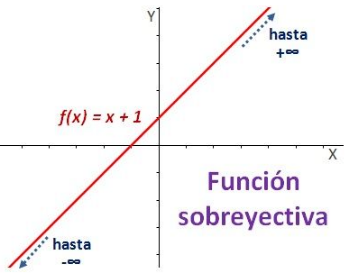 Y
hasta
+∞
f(x) = x + 1
X
Función
sobreyectiva
hasta
-∞